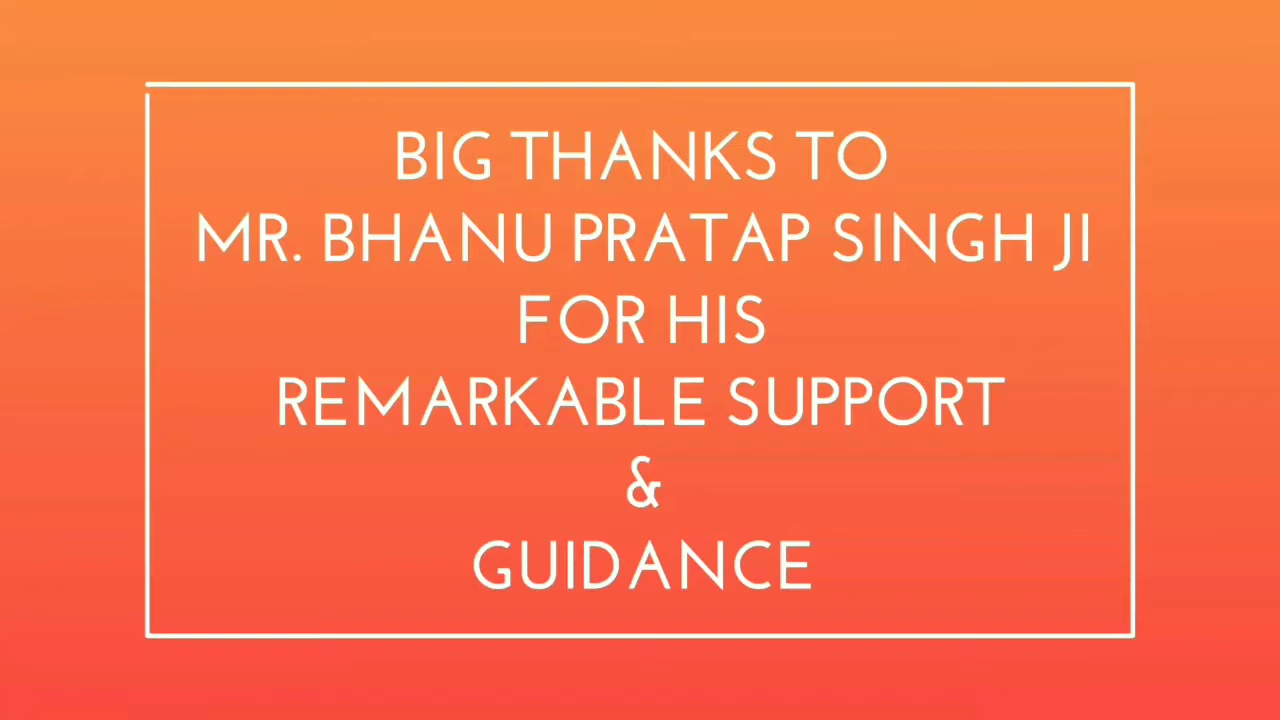 BIG THANKS TO
MR. BHANU PRATAP SINGH JI
FOR HIS
REMARKABLE SUPPORT
&
GUIDANCE